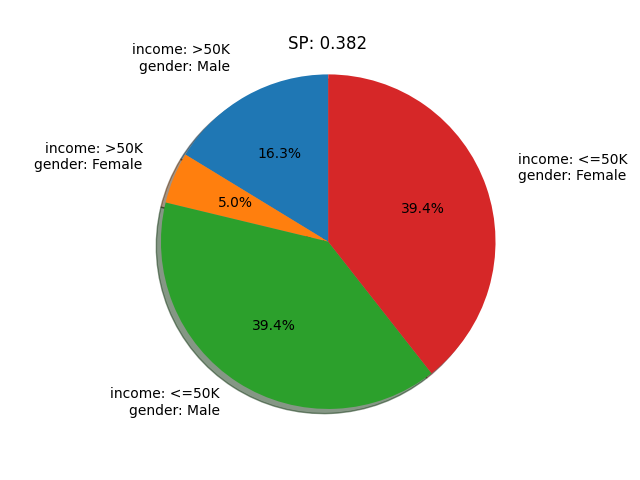 SP: 0.382
income: >50K
gender: Male
16.3%
income: >50K
gender: Female
5.0%
income: <=50K
gender: Female
39.4%
39.4%
income: <=50K
gender: Male